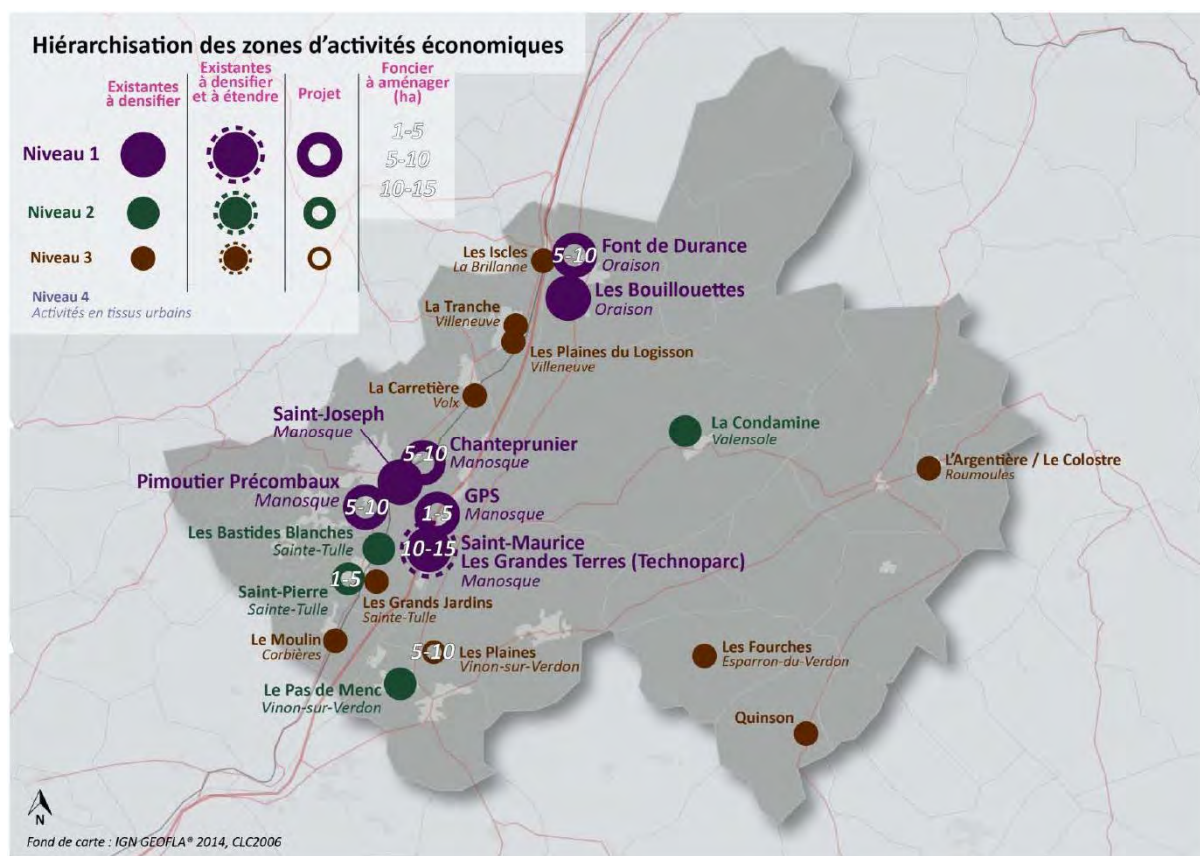 Hiérarchisation des zones d'activités économiques
Existantes
à densifier
Existantes
à densifier
et à étendre
Projet
Foncier
à aménager
(ha)
Niveau 1
1-5
5-10
10-15
Niveau 2
Niveau 3
Niveau 4
Activités en tissus urbains
Les Iscles
La Brillanne
5-10
Font de Durance
Oraison
Les Bouillouettes
Oraison
La Tranche
Villeneuve
Les Plaines du Logisson
Villeneuve
La Carretière
Volx
Saint-Joseph
Manosque
5-10
Chanteprunier
Manosque
La Condamine
Valensole
L'Argentière / Le Colostre
Roumoules
Pimoutier Précombaux
Manosque
5-10
GPS
Manosque
1-5
Les Bastides Blanches
Sainte-Tulle
10-15
Saint-Maurice
Les Grandes Terres (Technoparc)
Manosque
Saint-Pierre
Sainte-Tulle
1-5
Les Grands Jardins
Sainte-Tulle
Le Moulin
Corbières
5-10
Les Plaines
Vinon-sur-Verdon
Les Fourches
Esparron-du-Verdon
Le Pas de Menc
Vinon-sur-Verdon
Quinson
N
Fond de carte : IGN GEOFLA® 2014, CLC2006